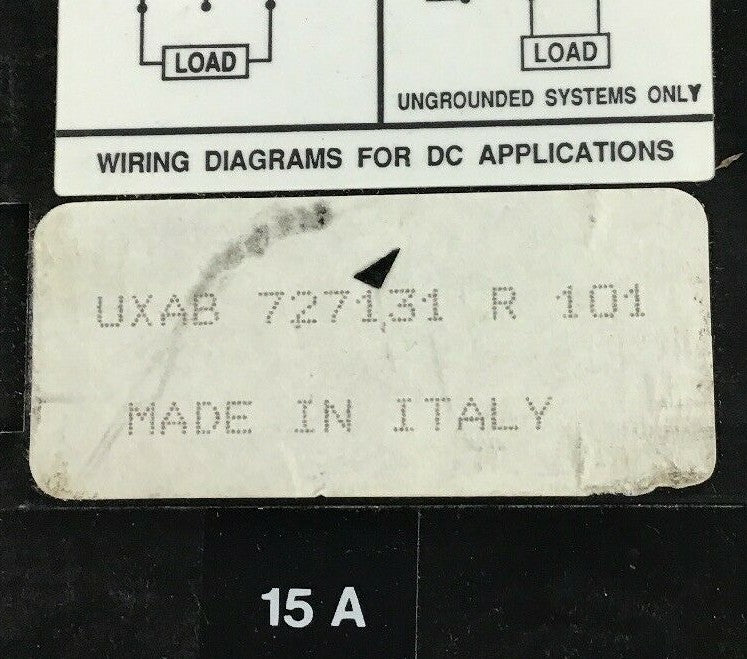 LOAD
LOAD
UNGROUNDED SYSTEMS ONLY
WIRING DIAGRAMS FOR DC APPLICATIONS
UXAB 727131 R 101
MADE IN ITALY
15 A